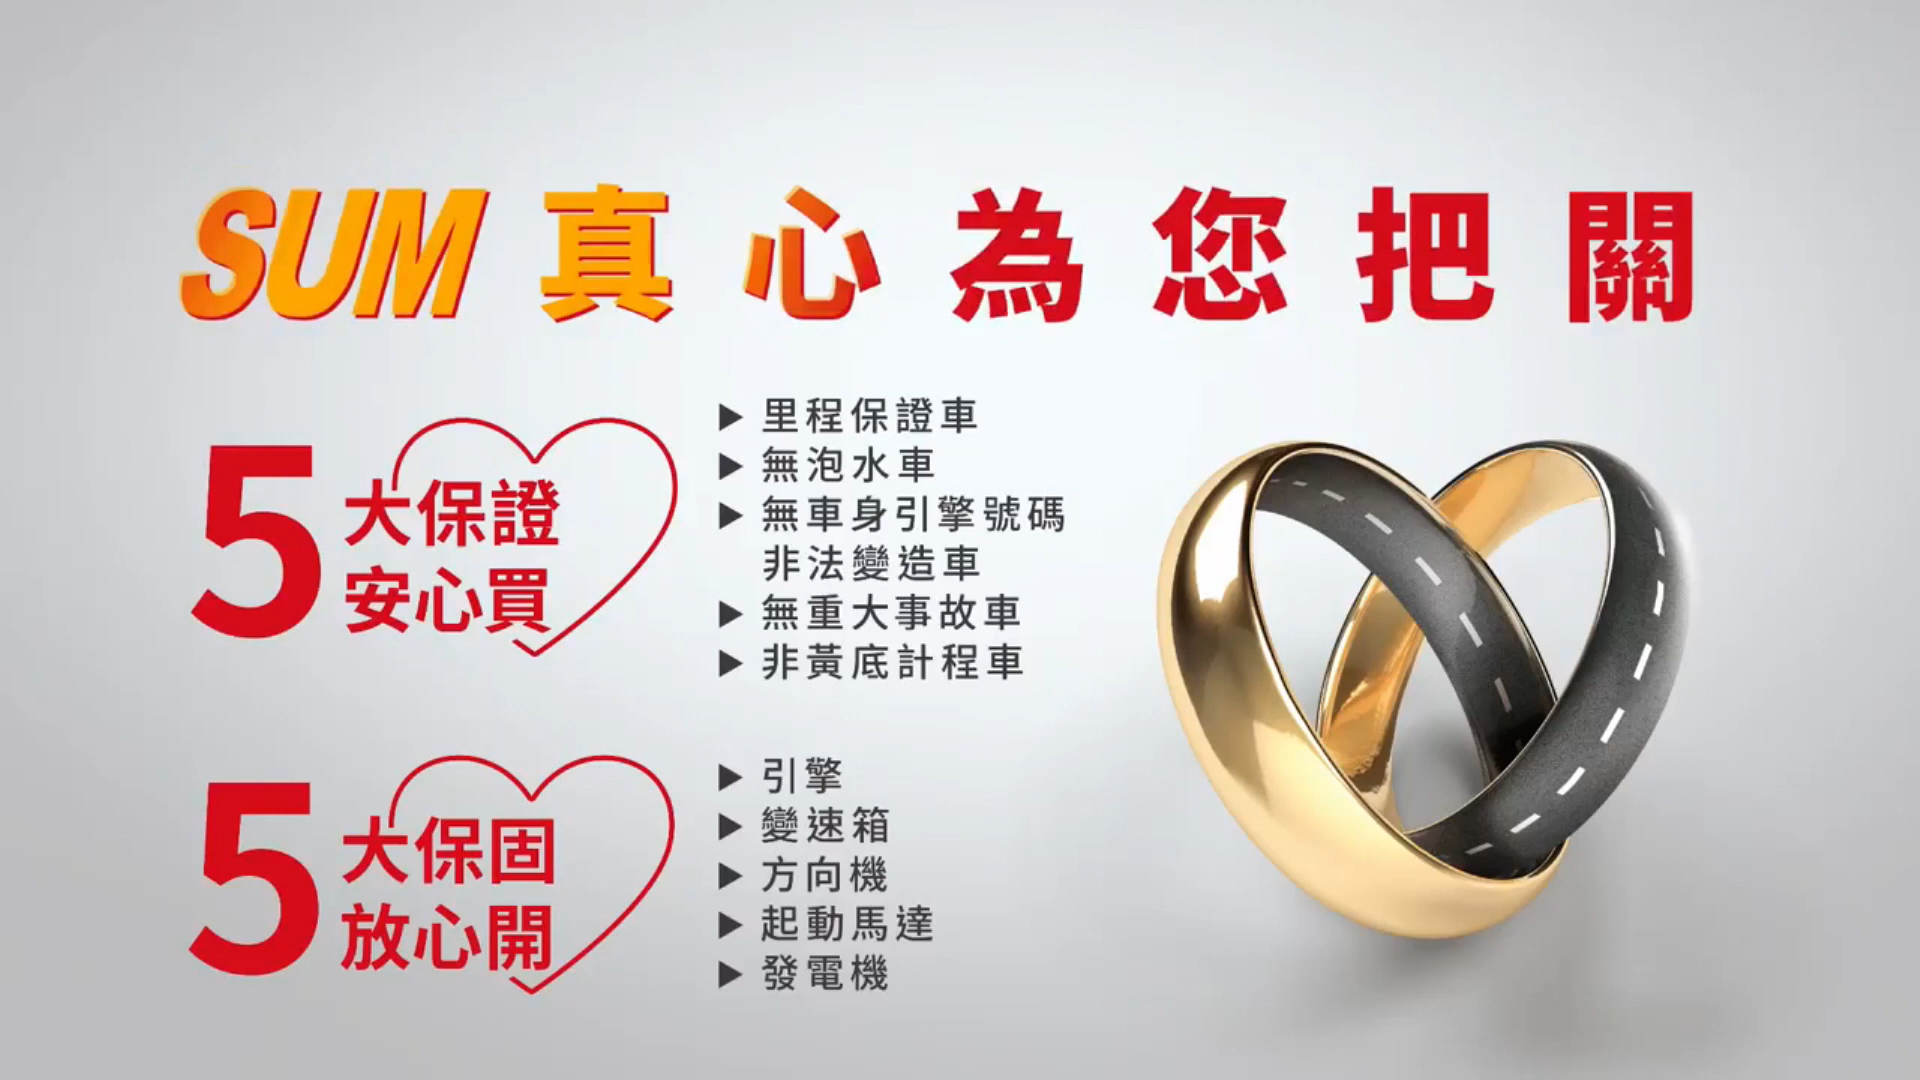 SUM真心為您把關
5大保證
安心買
▶ 里程保證車
▶ 無泡水車
▶ 無車身引擎號碼
非法變造車
▶ 無重大事故車
▶ 非黃底計程車
5大保固
放心開
▶ 引擎
▶ 變速箱
▶ 方向機
▶ 起動馬達
▶ 發電機